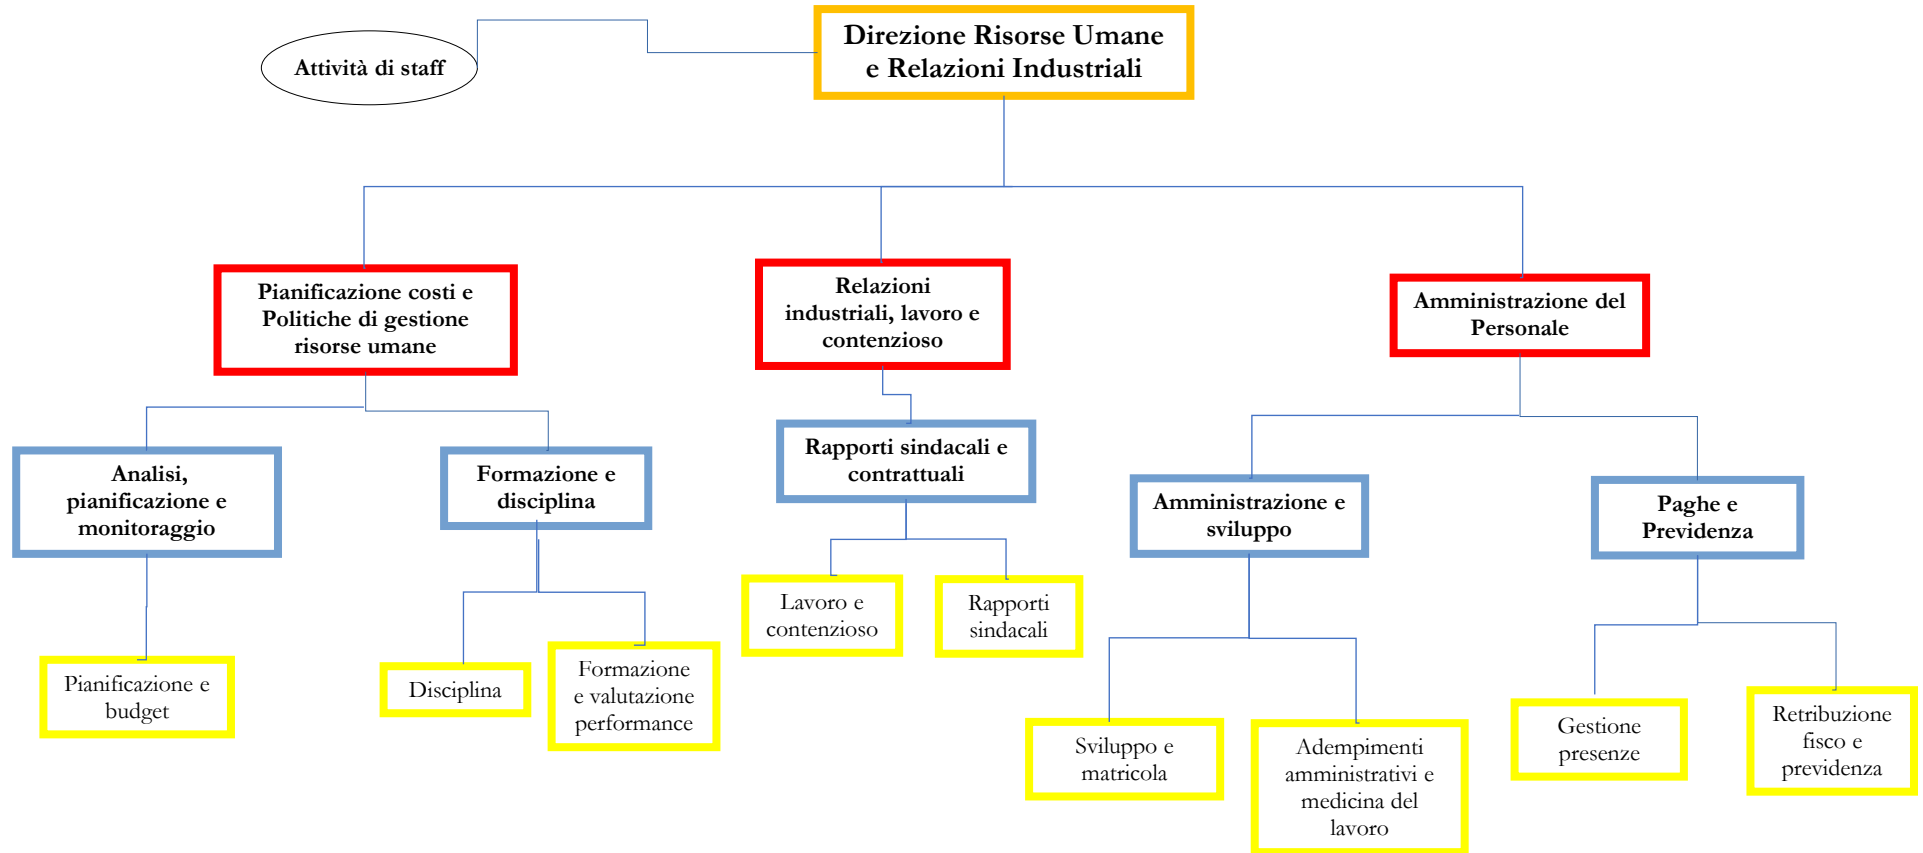 Direzione Risorse Umane
e Relazioni Industriali
Attività di staff
Pianificazione costi e
Politiche di gestione
risorse umane
Relazioni
industriali, lavoro e
contenzioso
Amministrazione del
Personale
Analisi,
pianificazione e
monitoraggio
Formazione e
disciplina
Rapporti sindacali e
contrattuali
Amministrazione e
sviluppo
Paghe e
Previdenza
Pianificazione e
budget
Disciplina
Formazione
e valutazione
performance
Lavoro e
contenzioso
Rapporti
sindacali
Sviluppo e
matricola
Adempimenti
amministrativi e
medicina del
lavoro
Gestione
presenze
Retribuzione
fisco e
previdenza